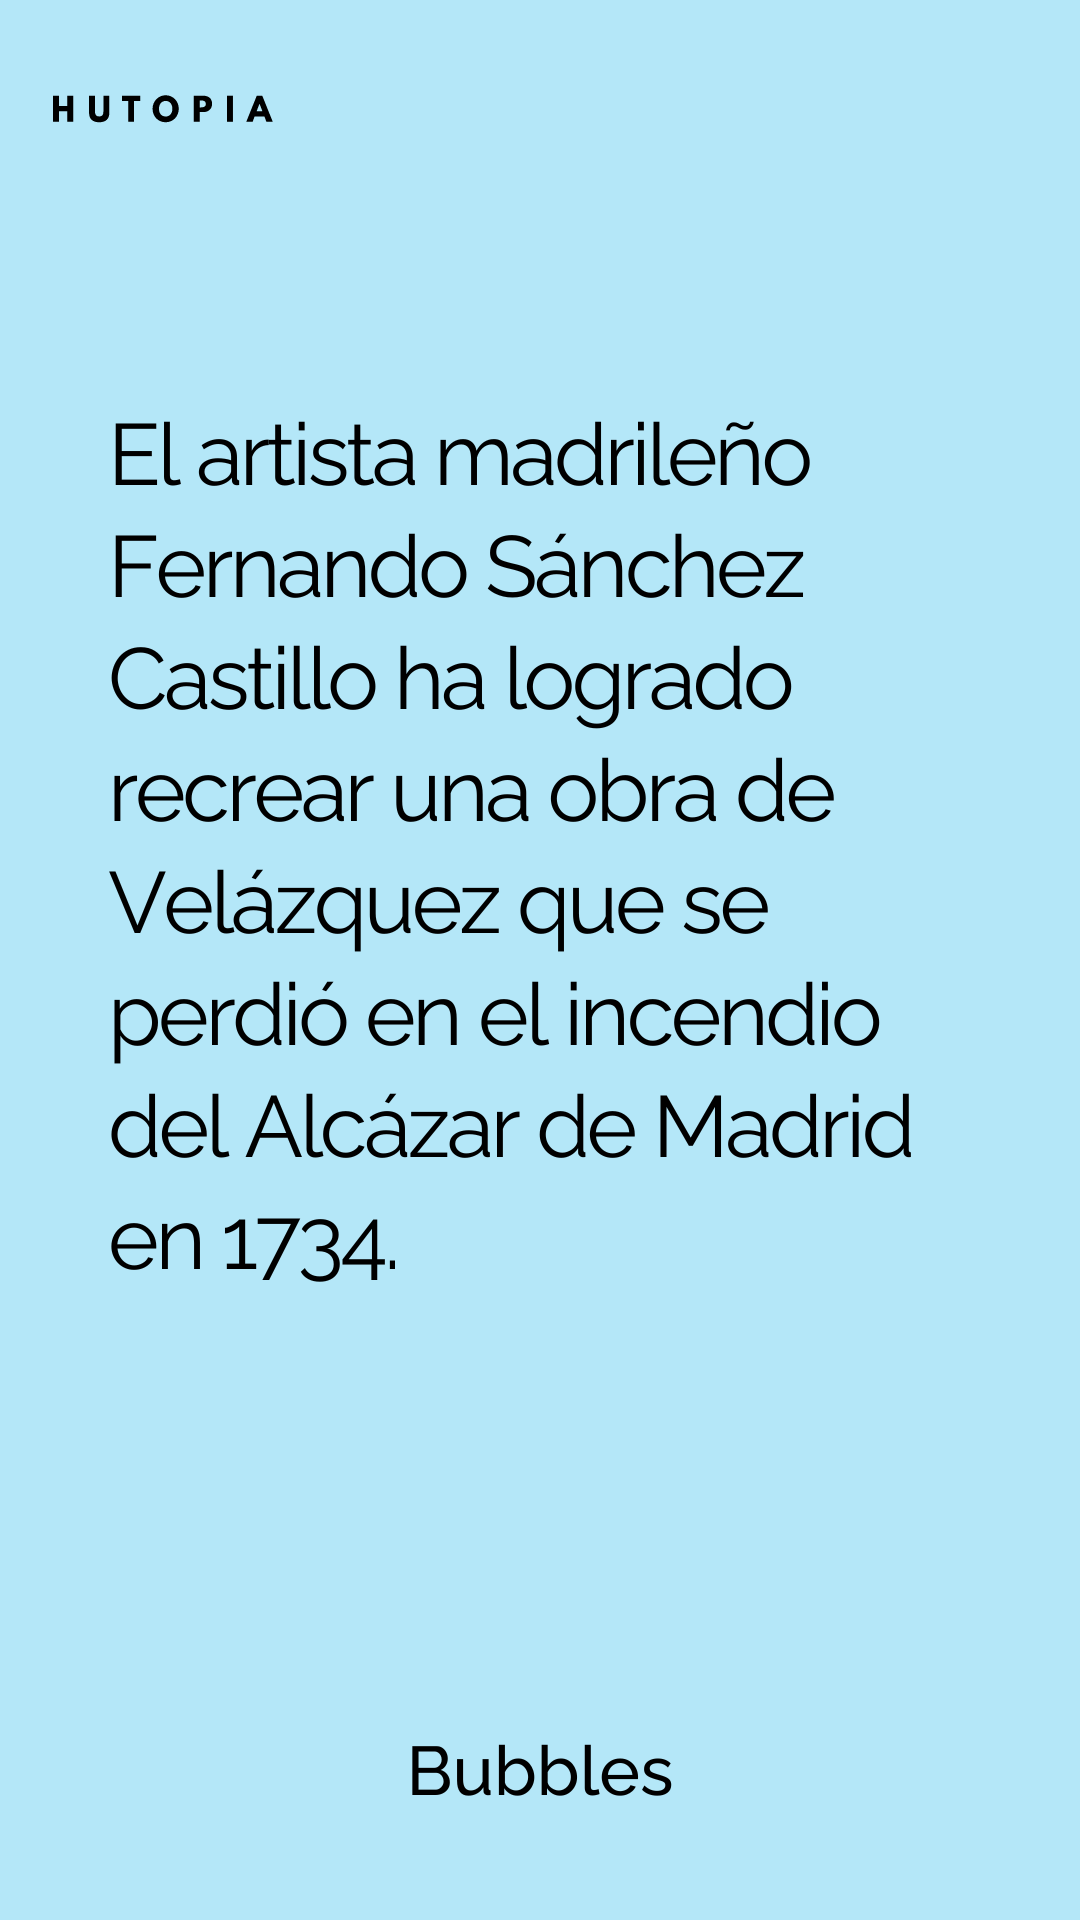 HUTOPIA
El artista madrileño
Fernando Sánchez
Castillo ha logrado
recrear una obra de
Velázquez que se
perdió en el incendio
del Alcázar de Madrid
en 1734.
Bubbles